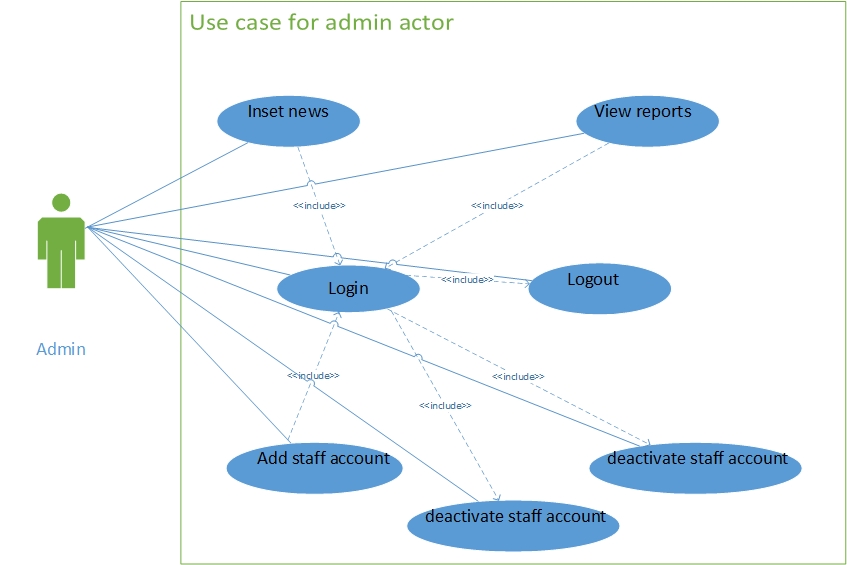 Use case for admin actor
Inset news
View reports
<<include>>
<<include>>
Login
<<include>>
Logout
Admin
<<include>>
<<include>>
<<include>>
Add staff account
deactivate staff account
deactivate staff account